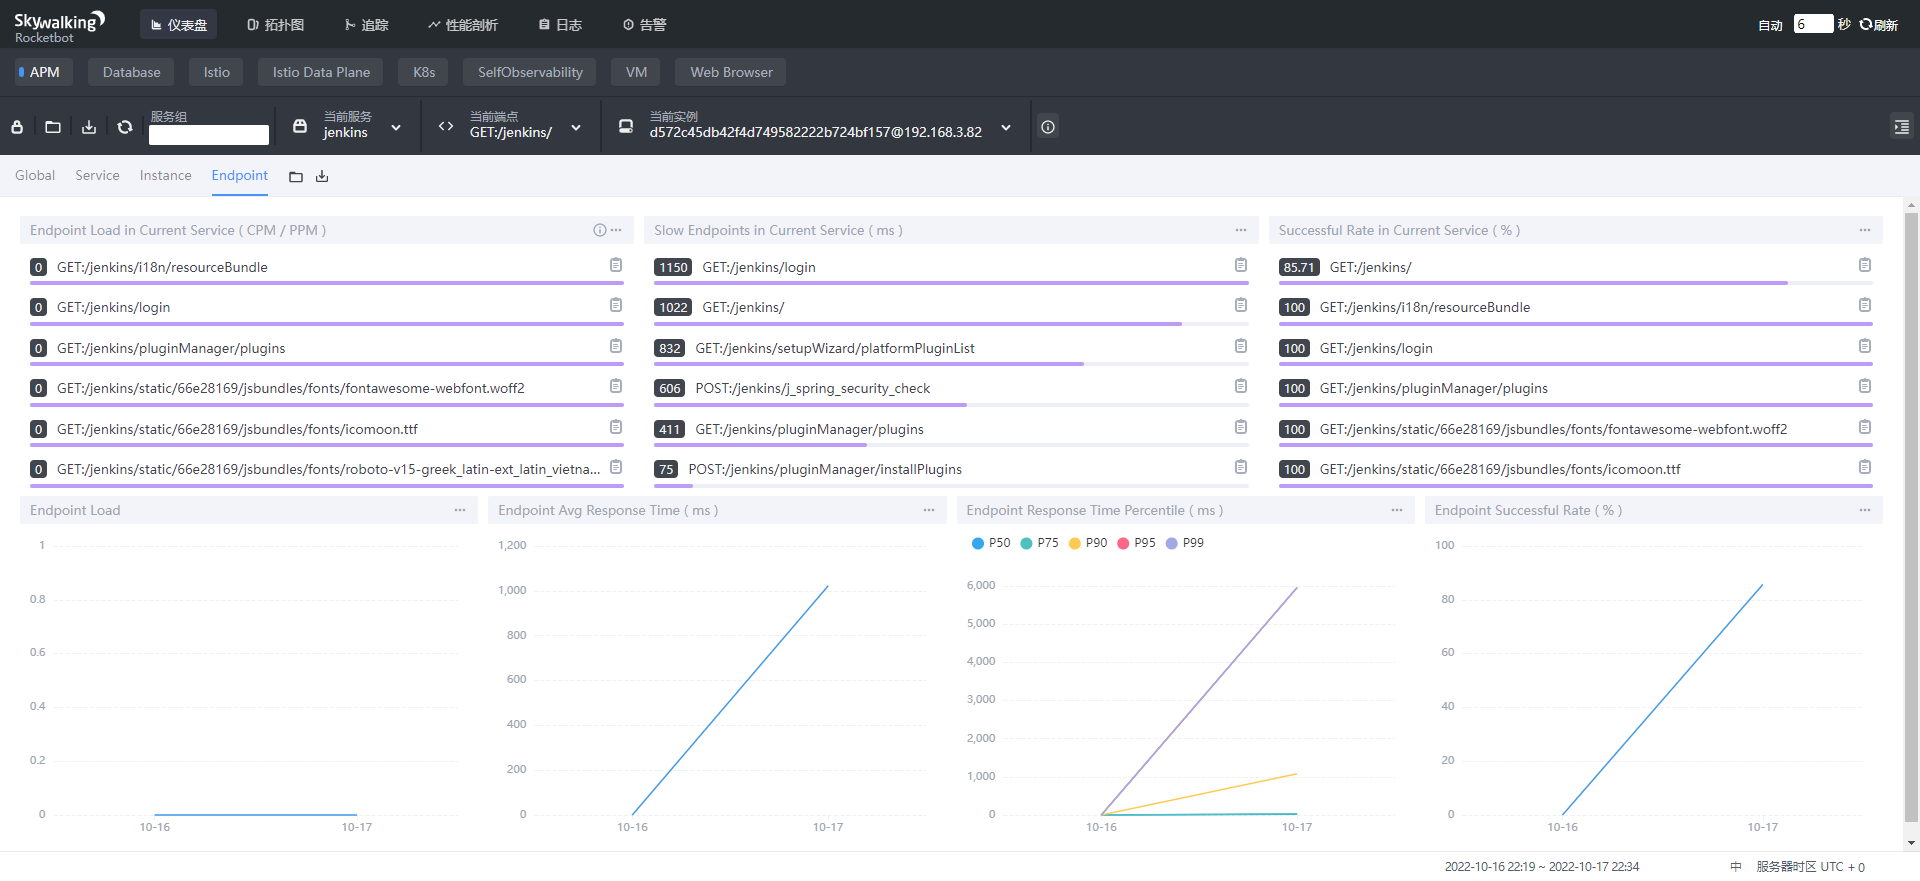 Skywalking
Rocketbot
仪表盘 拓扑图 追踪 性能剖析 日志 告警
自动 6 秒 刷新
APM Database Istio Istio Data Plane K8s SelfObservability VM Web Browser
服务组 当前服务 当前端点 当前实例
jenkins GET:/jenkins/ d572c45db42f4d749582222b724bf157@192.168.3.82
Global Service Instance Endpoint
Endpoint Load in Current Service ( CPM / PPM )
0 GET:/jenkins/i18n/resourceBundle
0 GET:/jenkins/login
0 GET:/jenkins/pluginManager/plugins
0 GET:/jenkins/static/66e28169/jsbundles/fonts/fontawesome-webfont.woff2
0 GET:/jenkins/static/66e28169/jsbundles/fonts/icomoon.ttf
0 GET:/jenkins/static/66e28169/jsbundles/fonts/roboto-v15-greek_latin-ext_latin_vietna...
Slow Endpoints in Current Service ( ms )
1150 GET:/jenkins/login
1022 GET:/jenkins/
832 GET:/jenkins/setupWizard/platformPluginList
606 POST:/jenkins/j_spring_security_check
411 GET:/jenkins/pluginManager/plugins
75 POST:/jenkins/pluginManager/installPlugins
Successful Rate in Current Service ( % )
85.71 GET:/jenkins/
100 GET:/jenkins/i18n/resourceBundle
100 GET:/jenkins/login
100 GET:/jenkins/pluginManager/plugins
100 GET:/jenkins/static/66e28169/jsbundles/fonts/fontawesome-webfont.woff2
100 GET:/jenkins/static/66e28169/jsbundles/fonts/icomoon.ttf
Endpoint Load
1
0.8
0.6
0.4
0.2
0
10-16 10-17
Endpoint Avg Response Time ( ms )
1,200
1,000
800
600
400
200
0
10-16 10-17
Endpoint Response Time Percentile ( ms )
P50 P75 P90 P95 P99
6,000
5,000
4,000
3,000
2,000
1,000
0
10-16 10-17
Endpoint Successful Rate ( % )
100
80
60
40
20
0
10-16 10-17
2022-10-16 22:19 ~ 2022-10-17 22:34 中 服务器时区 UTC + 0